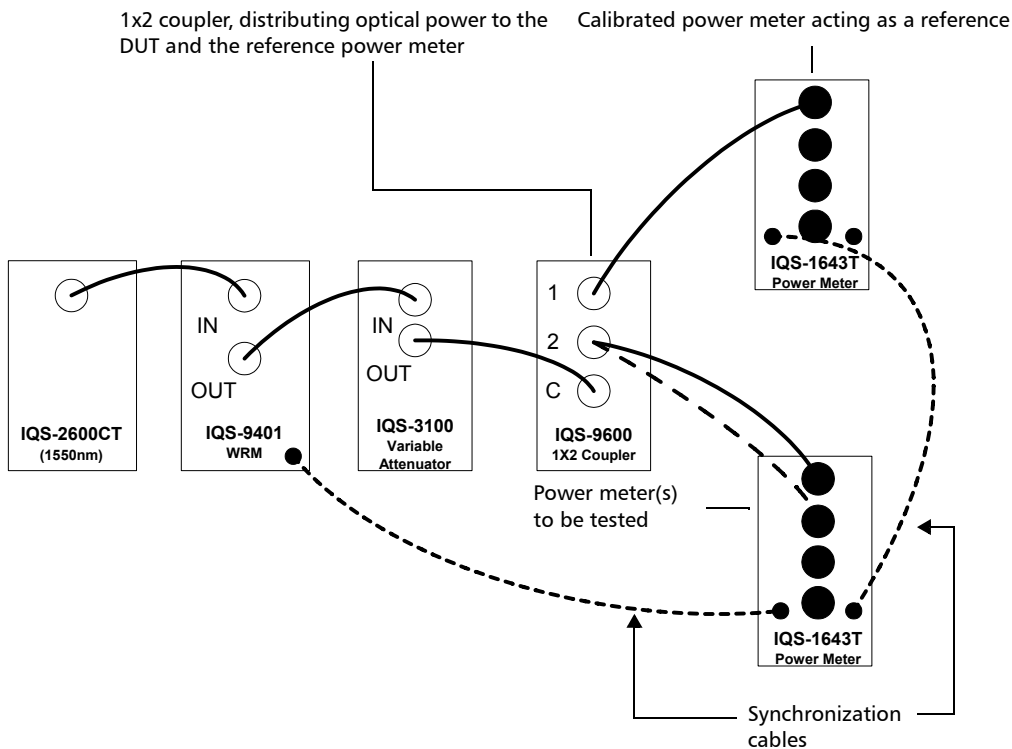 1x2 coupler, distributing optical power to the
DUT and the reference power meter
Calibrated power meter acting as a reference
IQS-1643T
Power Meter
IQS-2600CT
(1550nm)
IN
OUT
IQS-9401
WRM
IN
OUT
IQS-3100
Variable
Attenuator
1
2
C
IQS-9600
1X2 Coupler
Power meter(s)
to be tested
IQS-1643T
Power Meter
Synchronization
cables